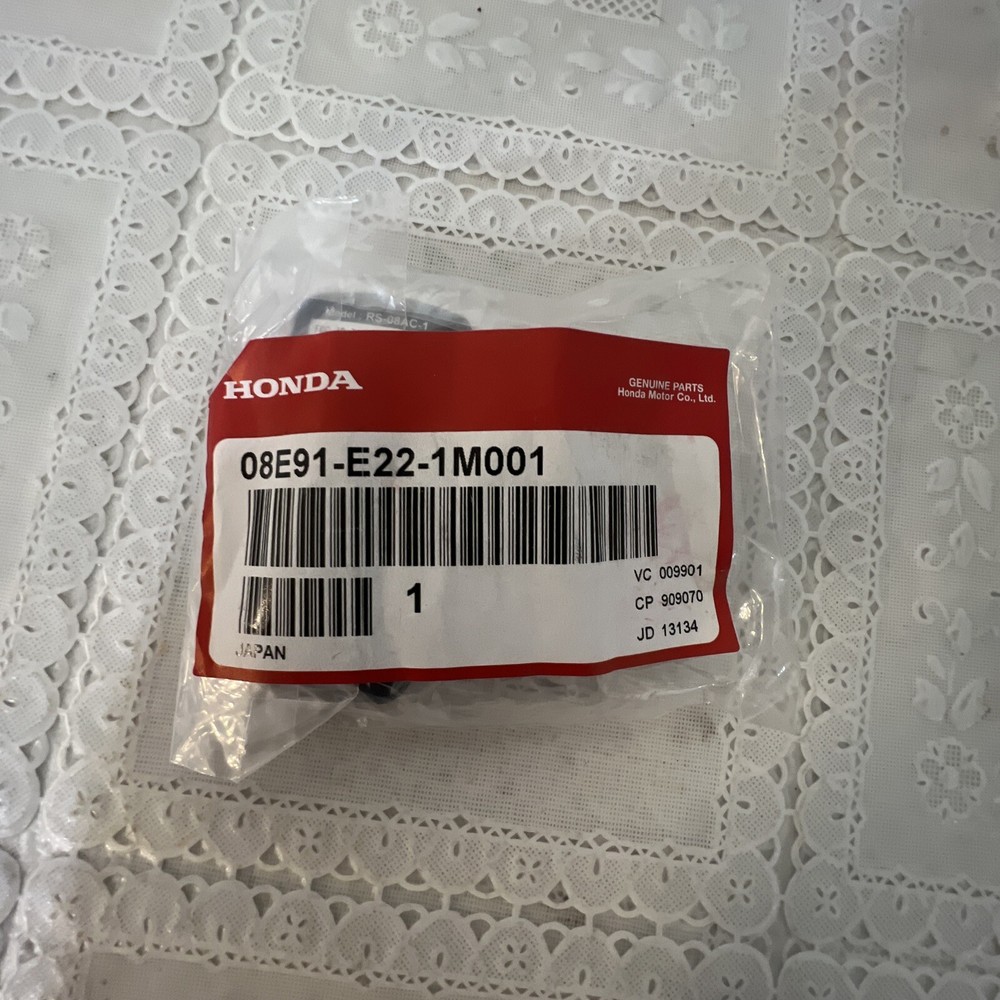 Model : RS-08AC-1
HONDA
GENUINE PARTS
Honda Motor Co., Ltd.
08E91-E22-1M001
1
VC 009901
CP 909070
JD 13134
JAPAN